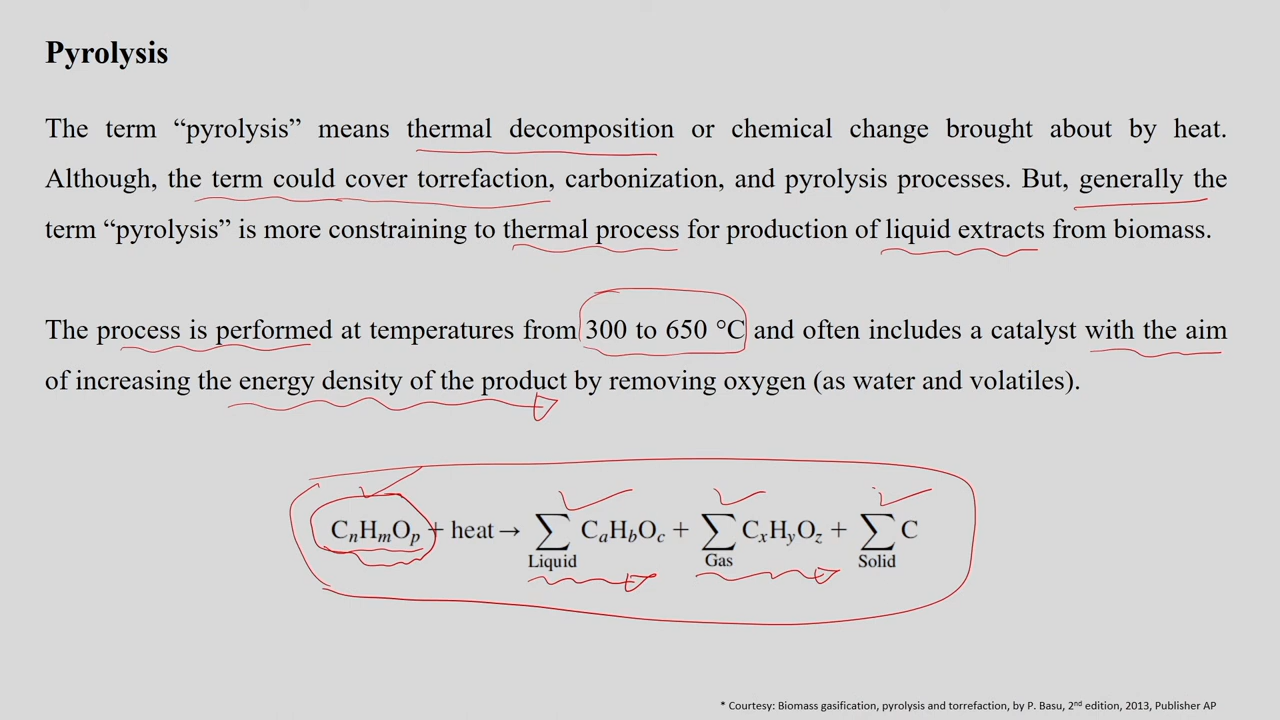 Pyrolysis
The term “pyrolysis” means thermal decomposition or chemical change brought about by heat.
Although, the term could cover torrefaction, carbonization, and pyrolysis processes. But, generally the
term “pyrolysis” is more constraining to thermal process for production of liquid extracts from biomass.
The process is performed at temperatures from 300 to 650 °C and often includes a catalyst with the aim
of increasing the energy density of the product by removing oxygen (as water and volatiles).
CₙHₘOₚ + heat → ∑ CₐH_bO_c + ∑ CₓH_yO_z + ∑ C
Liquid Gas Solid
* Courtesy: Biomass gasification, pyrolysis and torrefaction, by P. Basu, 2nd edition, 2013, Publisher AP